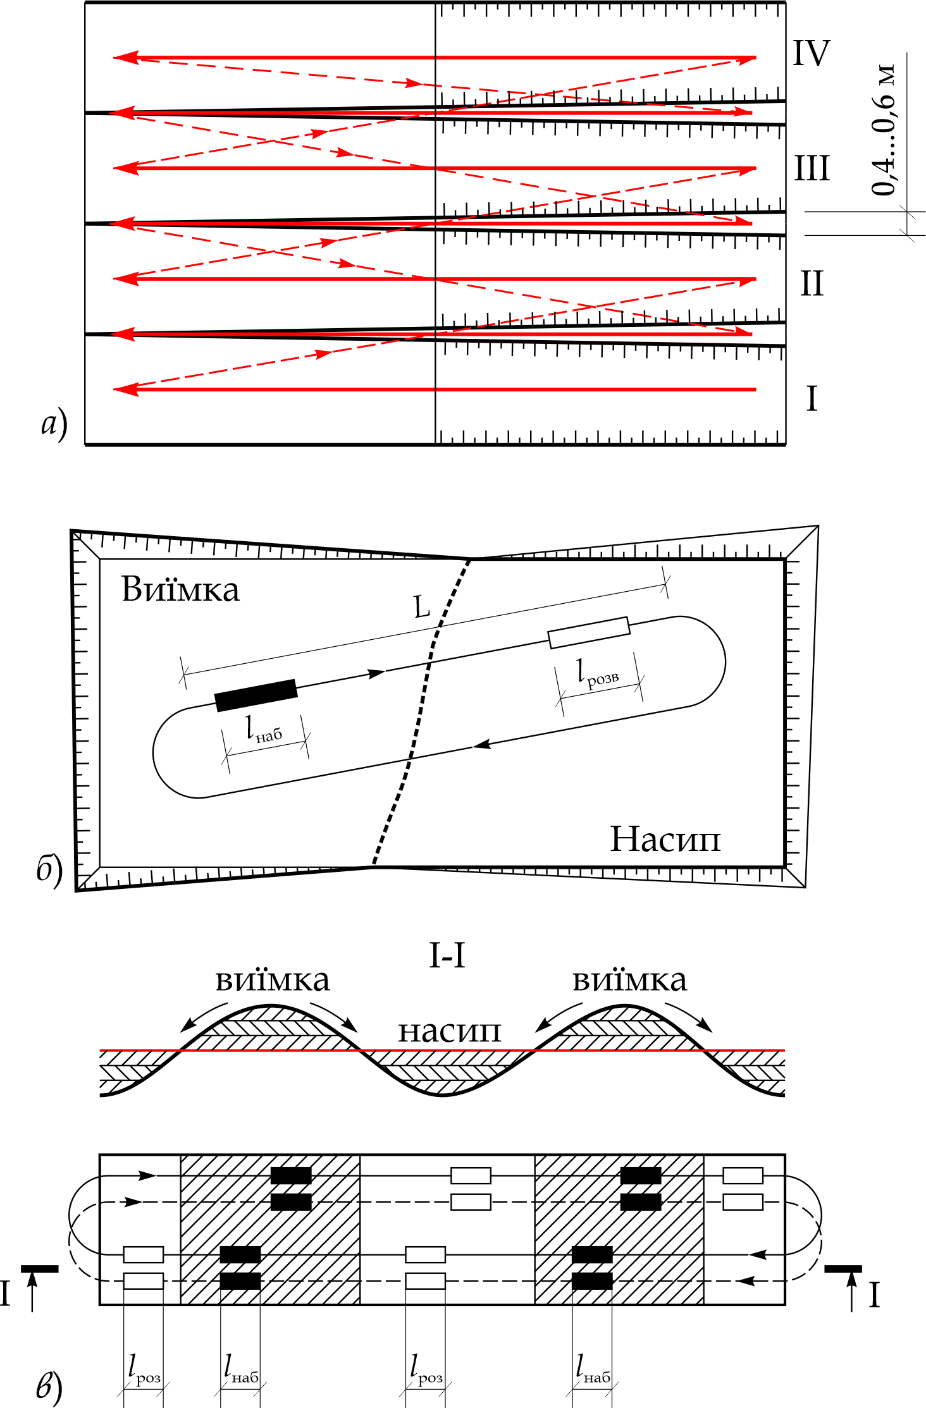 IV
0,4...0,6 м
III
II
I
а)
Виїмка
L
lрозв
lнаб
Насип
б)
I-I
виїмка
виїмка
насип
I
I
lроз
lнаб
lроз
lнаб
в)